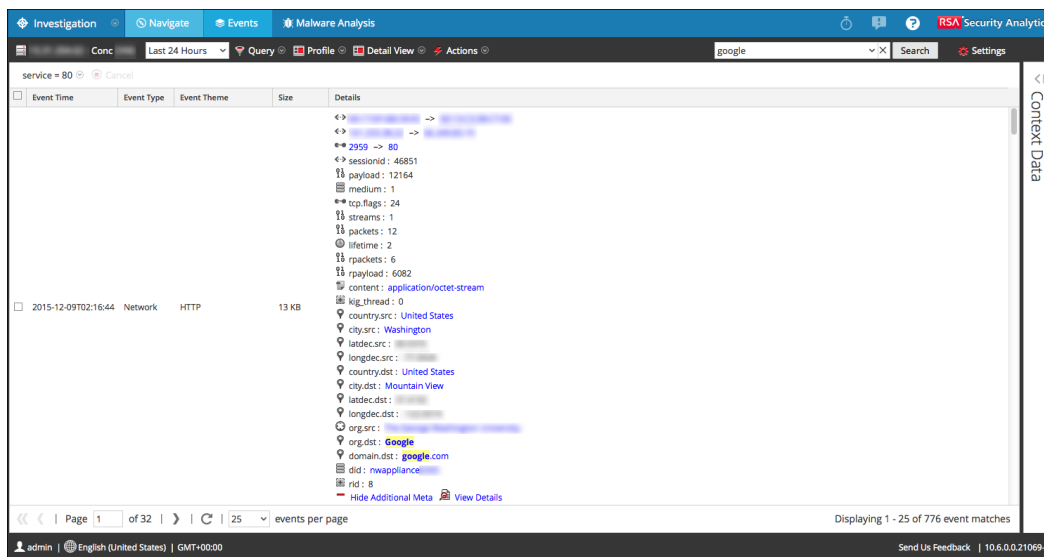 Investigation Navigate Events Malware Analysis RSA Security Analytic
Conc Last 24 Hours Query Profile Detail View Actions google Search Settings
service = 80 Cancel
Context Data
Event Time Event Type Event Theme Size Details
->
->
2959 -> 80
sessionid : 46851
payload : 12164
medium : 1
tcp.flags : 24
streams : 1
packets : 12
lifetime : 2
rpackets : 6
rpayload : 6082
content : application/octet-stream
kig_thread : 0
2015-12-09T02:16:44 Network HTTP 13 KB
country.src : United States
city.src : Washington
latdec.src :
longdec.src :
country.dst : United States
city.dst : Mountain View
latdec.dst :
longdec.dst :
org.src :
org.dst : Google
domain.dst : google.com
did : nwappliance
rid : 8
Hide Additional Meta View Details
Page 1 of 32 | 25 events per page Displaying 1 - 25 of 776 event matches
admin | English (United States) | GMT+00:00 Send Us Feedback | 10.6.0.0.21069-